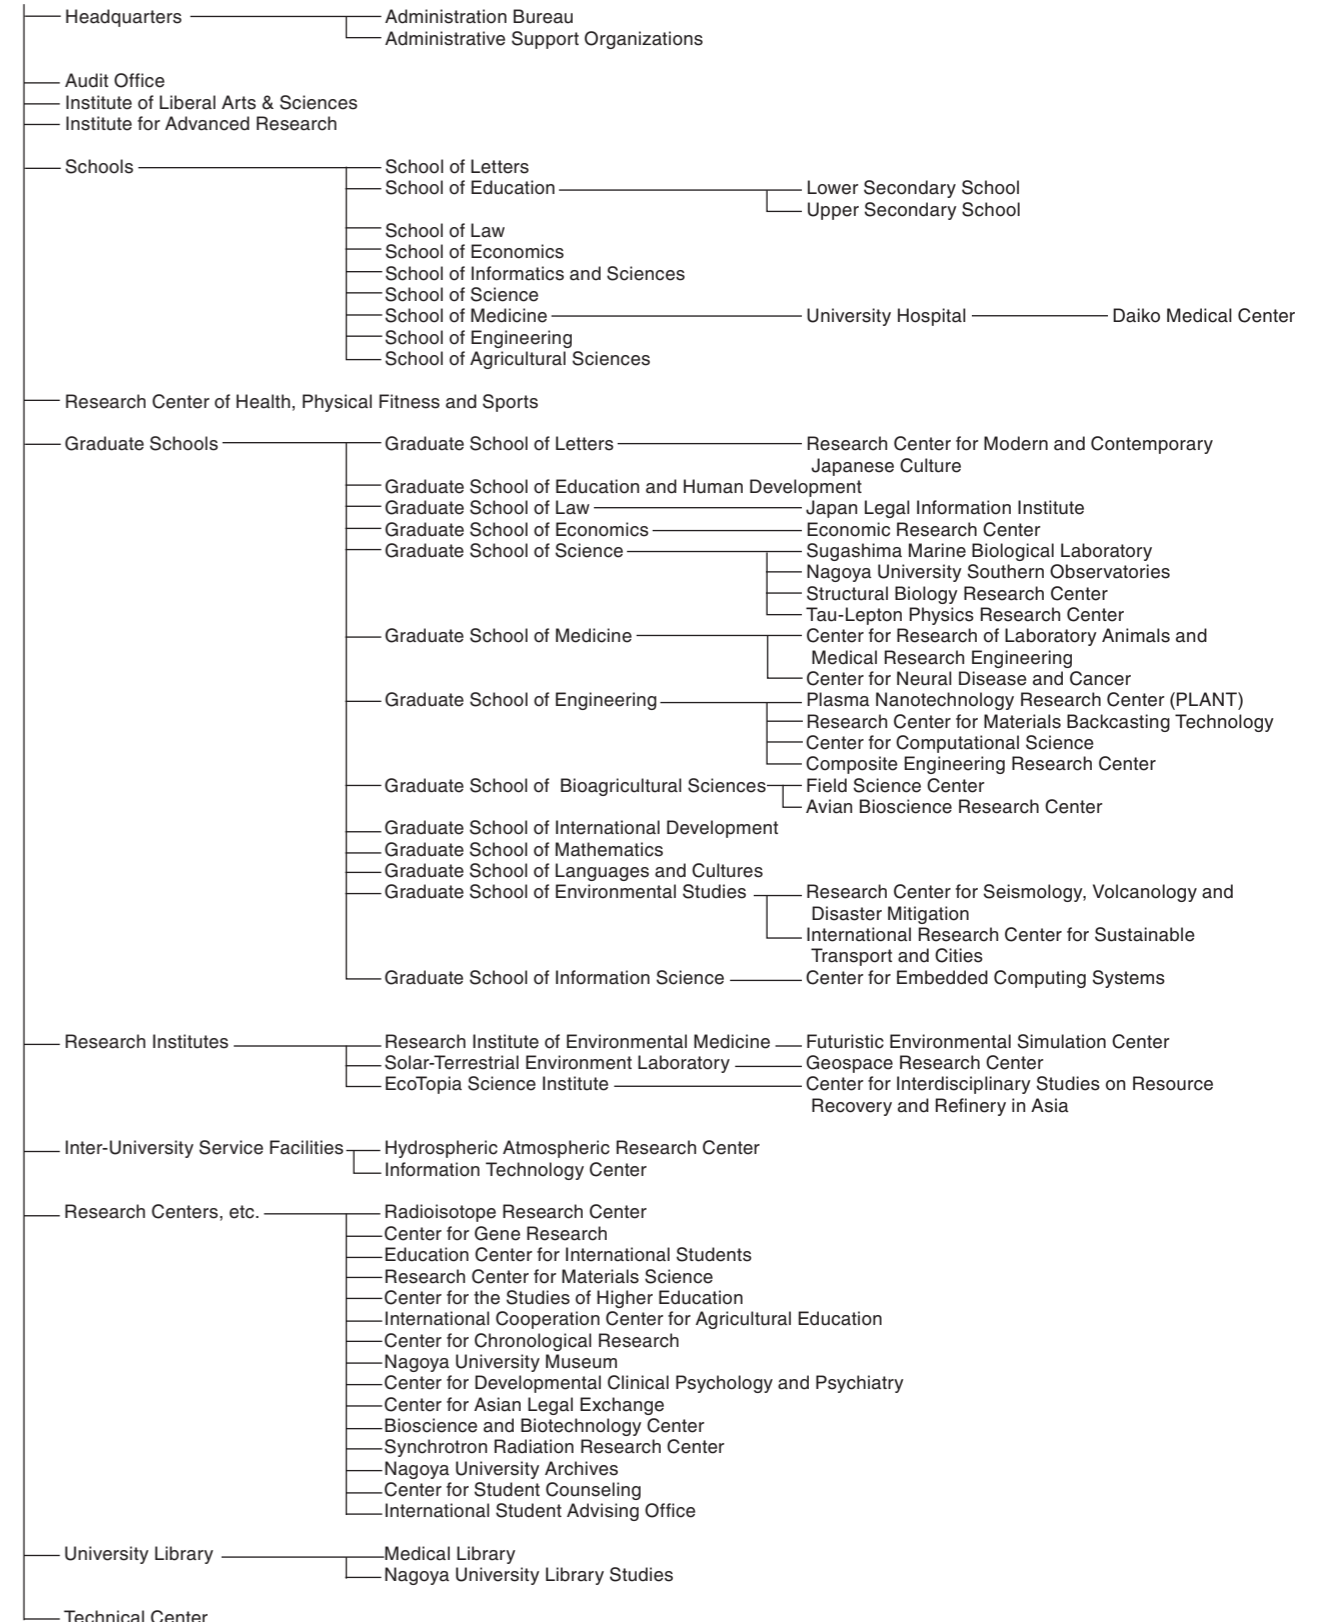 Headquarters Administration Bureau
Administrative Support Organizations
Audit Office
Institute of Liberal Arts & Sciences
Institute for Advanced Research
Schools School of Letters
School of Education Lower Secondary School
Upper Secondary School
School of Law
School of Economics
School of Informatics and Sciences
School of Science
School of Medicine University Hospital Daiko Medical Center
School of Engineering
School of Agricultural Sciences
Research Center of Health, Physical Fitness and Sports
Graduate Schools Graduate School of Letters Research Center for Modern and Contemporary
Japanese Culture
Graduate School of Education and Human Development
Graduate School of Law Japan Legal Information Institute
Graduate School of Economics Economic Research Center
Graduate School of Science Sugashima Marine Biological Laboratory
Nagoya University Southern Observatories
Structural Biology Research Center
Tau-Lepton Physics Research Center
Graduate School of Medicine Center for Research of Laboratory Animals and
Medical Research Engineering
Center for Neural Disease and Cancer
Graduate School of Engineering Plasma Nanotechnology Research Center (PLANT)
Research Center for Materials Backcasting Technology
Center for Computational Science
Composite Engineering Research Center
Graduate School of Bioagricultural Sciences Field Science Center
Avian Bioscience Research Center
Graduate School of International Development
Graduate School of Mathematics
Graduate School of Languages and Cultures
Graduate School of Environmental Studies Research Center for Seismology, Volcanology and
Disaster Mitigation
International Research Center for Sustainable
Transport and Cities
Graduate School of Information Science Center for Embedded Computing Systems
Research Institutes Research Institute of Environmental Medicine Futuristic Environmental Simulation Center
Solar-Terrestrial Environment Laboratory Geospace Research Center
EcoTopia Science Institute Center for Interdisciplinary Studies on Resource
Recovery and Refinery in Asia
Inter-University Service Facilities Hydrospheric Atmospheric Research Center
Information Technology Center
Research Centers, etc. Radioisotope Research Center
Center for Gene Research
Education Center for International Students
Research Center for Materials Science
Center for the Studies of Higher Education
International Cooperation Center for Agricultural Education
Center for Chronological Research
Nagoya University Museum
Center for Developmental Clinical Psychology and Psychiatry
Center for Asian Legal Exchange
Bioscience and Biotechnology Center
Synchrotron Radiation Research Center
Nagoya University Archives
Center for Student Counseling
International Student Advising Office
University Library Medical Library
Nagoya University Library Studies
Technical Center